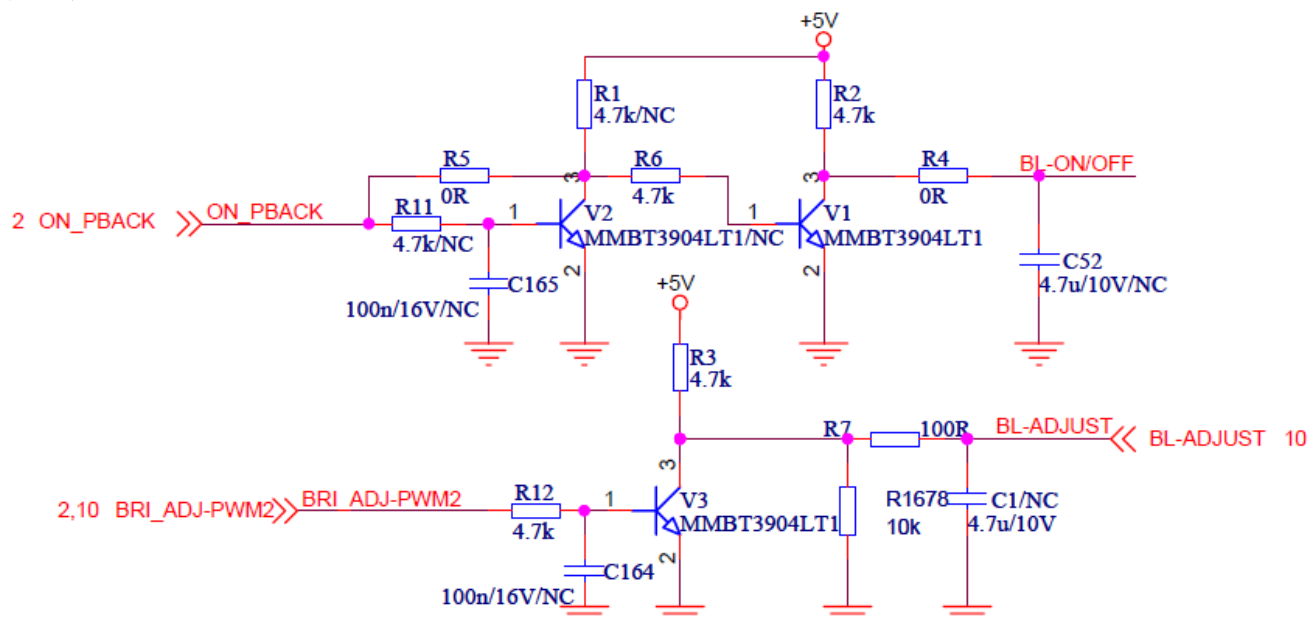 +5V
R1
4.7k/NC
R2
4.7k
R5
0R
R6
4.7k
R4
0R
BL-ON/OFF
3
3
2 ON_PBACK
ON_PBACK
R11
4.7k/NC
1
V2
MMBT3904LT1/NC
1
V1
MMBT3904LT1
2
2
C165
100n/16V/NC
C52
4.7u/10V/NC
+5V
R3
4.7k
R7
100R
BL-ADJUST
BL-ADJUST 10
3
2,10 BRI_ADJ-PWM2
BRI_ADJ-PWM2
R12
4.7k
1
V3
MMBT3904LT1
R1678
10k
C1/NC
4.7u/10V
2
C164
100n/16V/NC